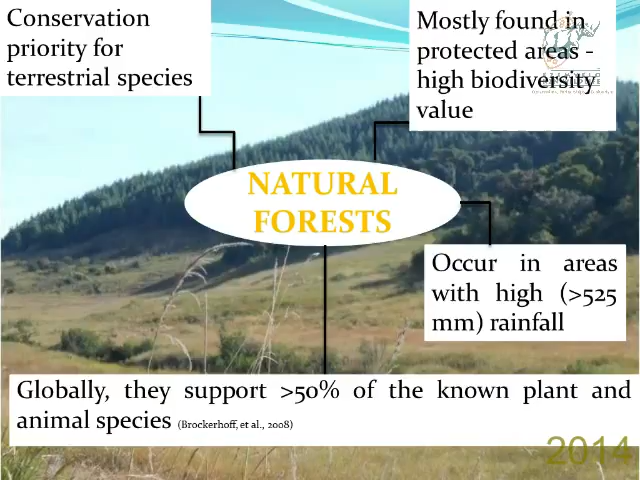 Conservation
priority for
terrestrial species
Mostly found in
protected areas -
high biodiversity
value
NATURAL
FORESTS
Occur in areas
with high (>525
mm) rainfall
Globally, they support >50% of the known plant and
animal species (Brockerhoff, et al., 2008)
2014